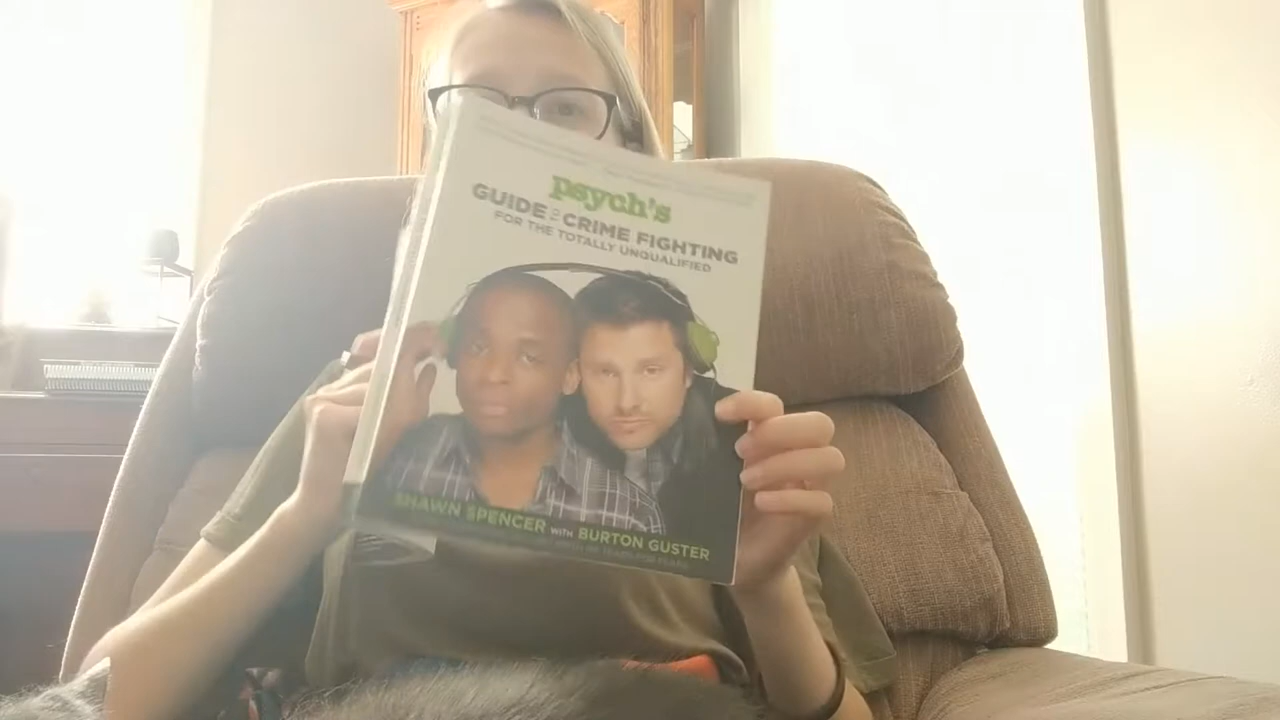 psych's
GUIDE TO CRIME FIGHTING
FOR THE TOTALLY UNQUALIFIED
SHAWN SPENCER WITH BURTON GUSTER